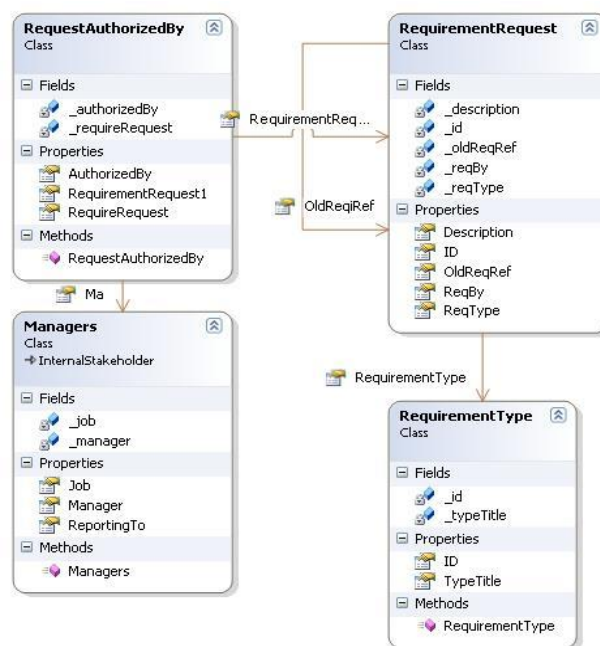 RequestAuthorizedBy
Class
Fields
_authorizedBy
_requireRequest
Properties
AuthorizedBy
RequirementRequest1
RequireRequest
Methods
RequestAuthorizedBy
RequirementReq...
OldReqiRef
RequirementRequest
Class
Fields
_description
_id
_oldReqRef
_reqBy
_reqType
Properties
Description
ID
OldReqRef
ReqBy
ReqType
Ma
Managers
Class
InternalStakeholder
Fields
_job
_manager
Properties
Job
Manager
ReportingTo
Methods
Managers
RequirementType
RequirementType
Class
Fields
_id
_typeTitle
Properties
ID
TypeTitle
Methods
RequirementType